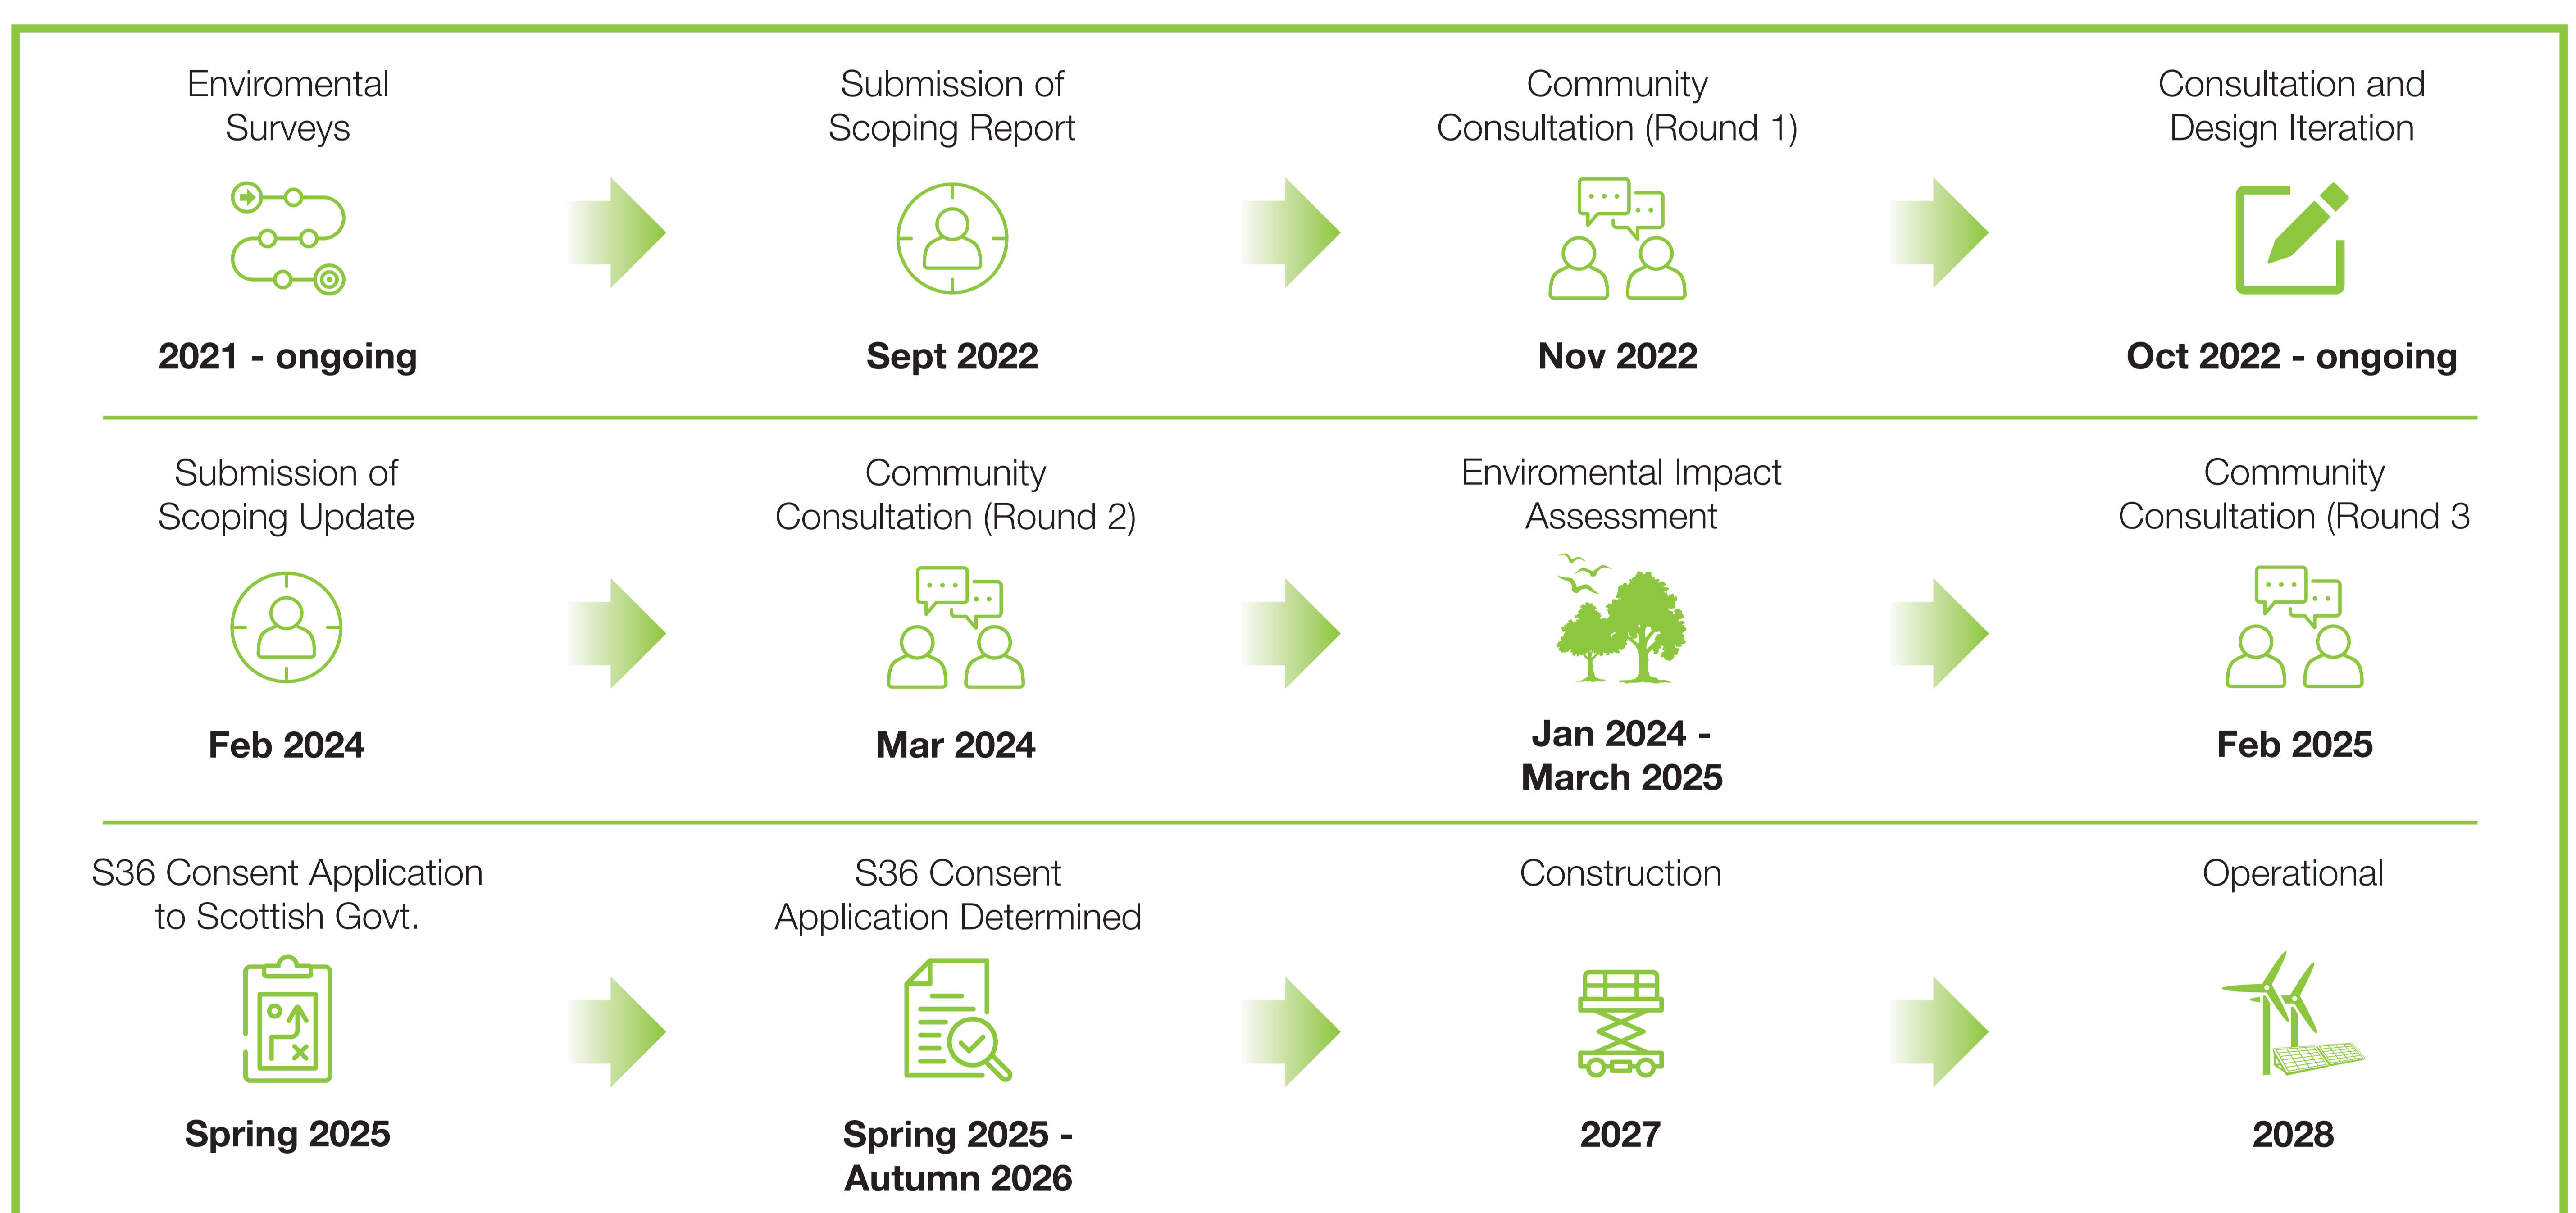 Enviromental
Surveys
2021 - ongoing
Submission of
Scoping Report
Sept 2022
Community
Consultation (Round 1)
Nov 2022
Consultation and
Design Iteration
Oct 2022 - ongoing
Submission of
Scoping Update
Feb 2024
Community
Consultation (Round 2)
Mar 2024
Enviromental Impact
Assessment
Jan 2024 -
March 2025
Community
Consultation (Round 3
Feb 2025
S36 Consent Application
to Scottish Govt.
Spring 2025
S36 Consent
Application Determined
Spring 2025 -
Autumn 2026
Construction
2027
Operational
2028